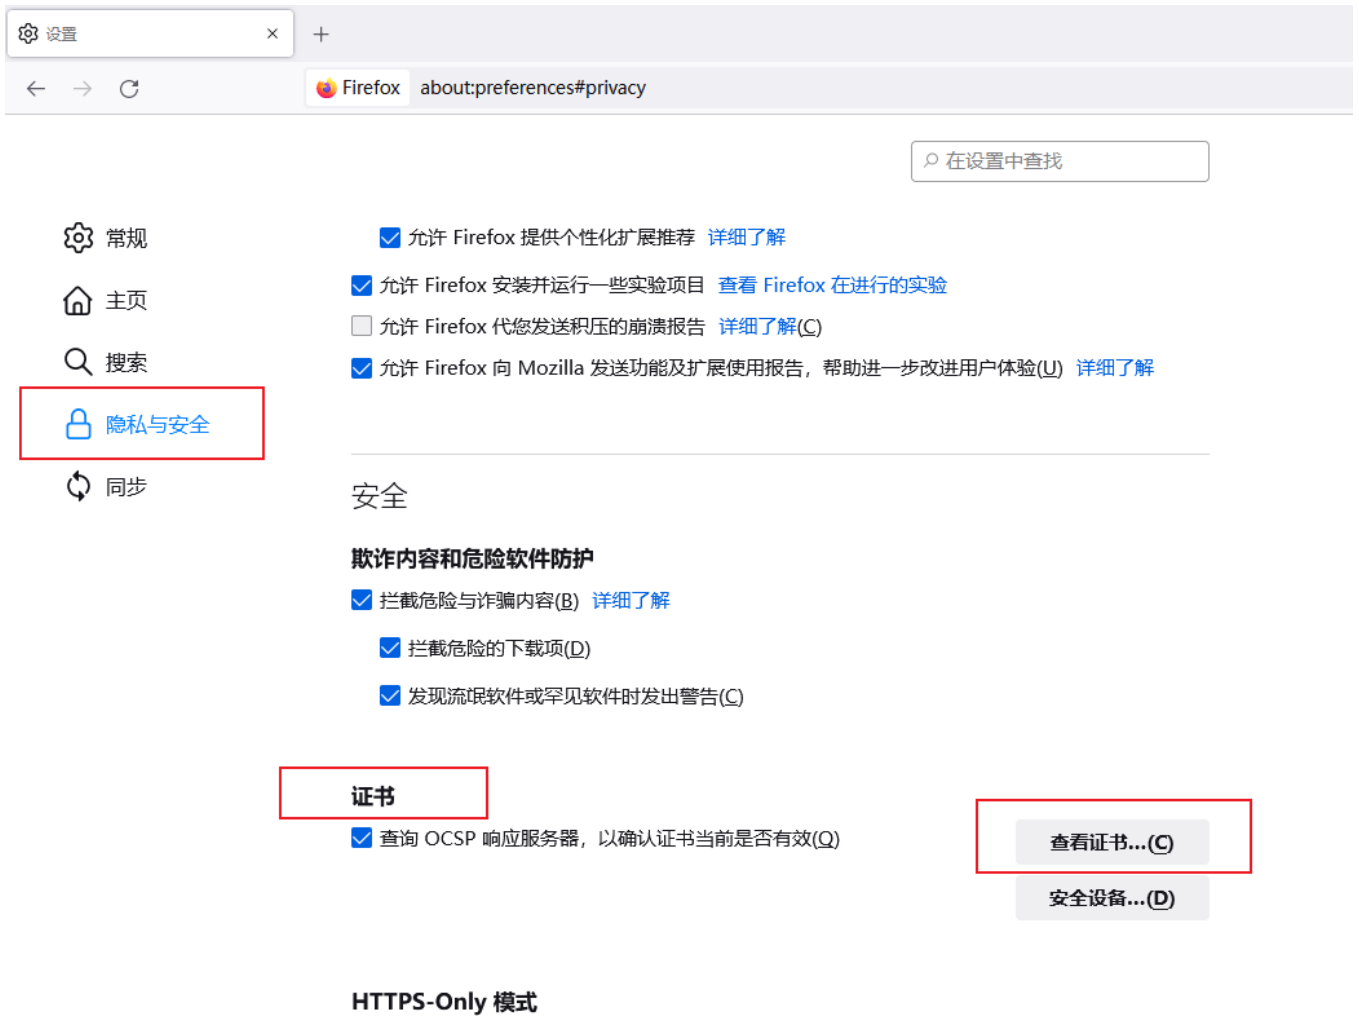 设置
Firefox about:preferences#privacy
在设置中查找
常规
主页
搜索
隐私与安全
同步
允许 Firefox 提供个性化扩展推荐 详细了解
允许 Firefox 安装并运行一些实验项目 查看 Firefox 在进行的实验
允许 Firefox 代您发送积压的崩溃报告 详细了解(C)
允许 Firefox 向 Mozilla 发送功能及扩展使用报告，帮助进一步改进用户体验(U) 详细了解
安全
欺诈内容和危险软件防护
拦截危险与诈骗内容(B) 详细了解
拦截危险的下载项(D)
发现流氓软件或罕见软件时发出警告(C)
证书
查询 OCSP 响应服务器，以确认证书当前是否有效(Q)
查看证书...(C)
安全设备...(D)
HTTPS-Only 模式